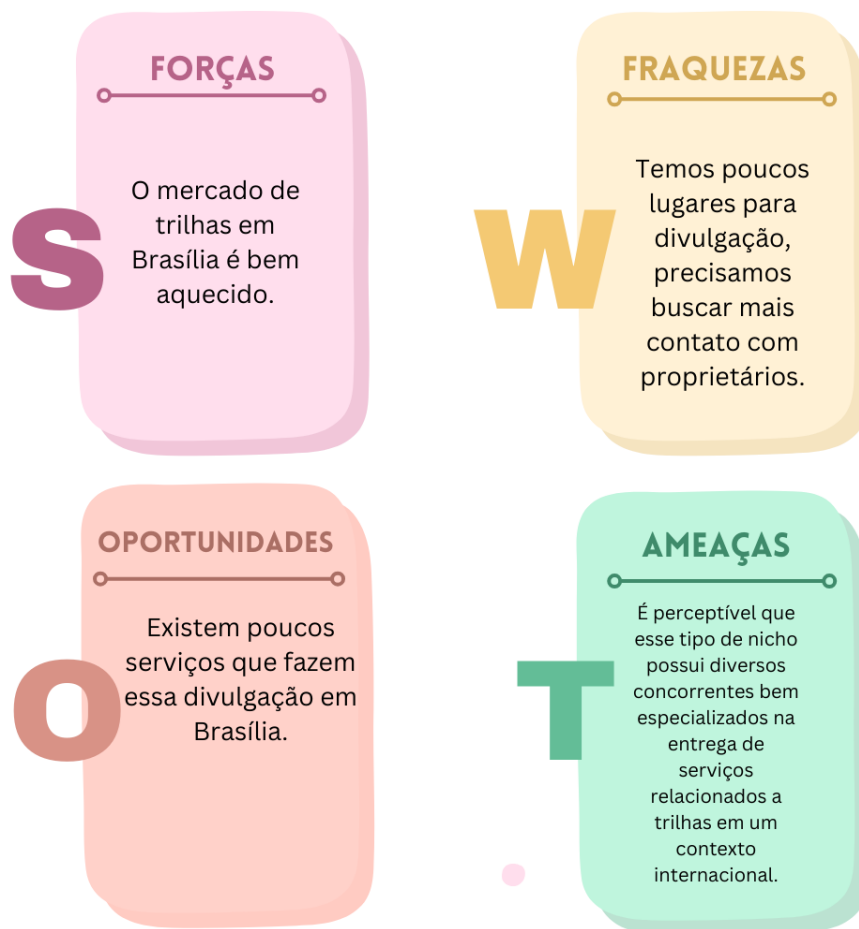 FORÇAS
S
O mercado de
trilhas em
Brasília é bem
aquecido.
FRAQUEZAS
W
Temos poucos
lugares para
divulgação,
precisamos
buscar mais
contato com
proprietários.
OPORTUNIDADES
O
Existem poucos
serviços que fazem
essa divulgação em
Brasília.
AMEAÇAS
T
É perceptível que
esse tipo de nicho
possui diversos
concorrentes bem
especializados na
entrega de
serviços
relacionados a
trilhas em um
contexto
internacional.